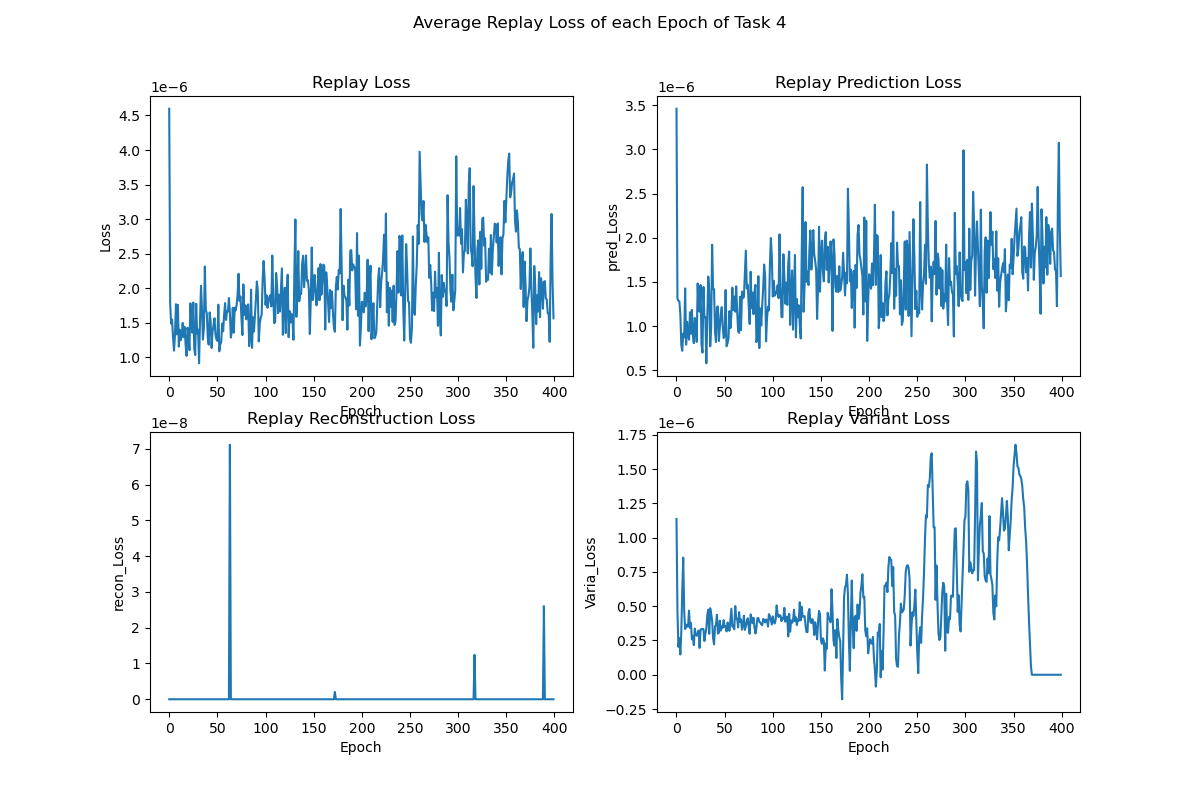 Average Replay Loss of each Epoch of Task 4
Replay Loss
1e−6
4.5
4.0
3.5
3.0
2.5
2.0
1.5
1.0
Loss
0 50 100 150 200 250 300 350 400
Epoch
Replay Prediction Loss
1e−6
3.5
3.0
2.5
2.0
1.5
1.0
0.5
pred_Loss
0 50 100 150 200 250 300 350 400
Epoch
Replay Reconstruction Loss
1e−8
7
6
5
4
3
2
1
0
recon_Loss
0 50 100 150 200 250 300 350 400
Epoch
Replay Variant Loss
1e−6
1.75
1.50
1.25
1.00
0.75
0.50
0.25
0.00
−0.25
Varia_Loss
0 50 100 150 200 250 300 350 400
Epoch